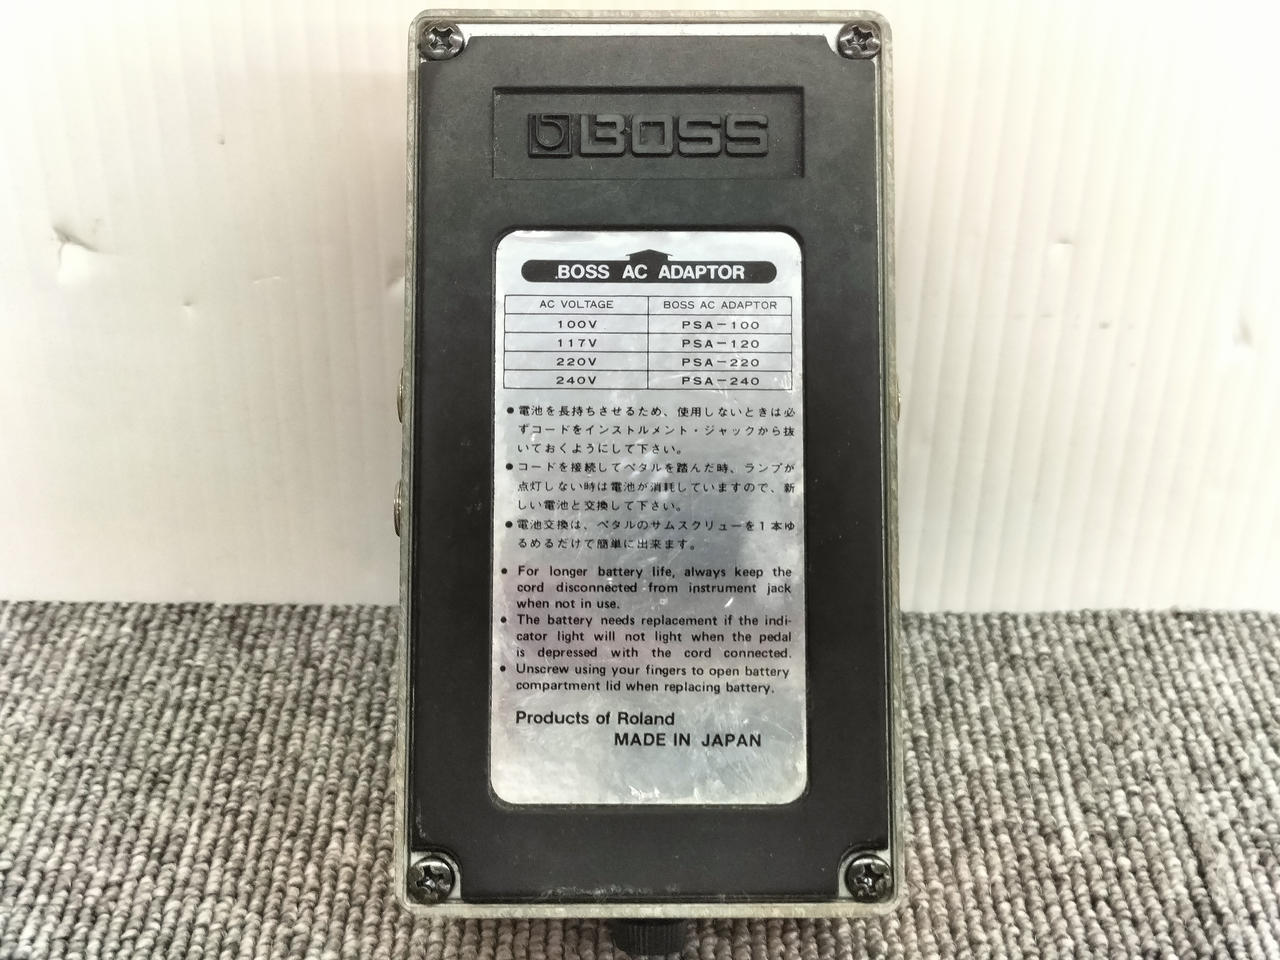 BOSS
BOSS AC ADAPTOR
AC VOLTAGE BOSS AC ADAPTOR
100V PSA-100
117V PSA-120
220V PSA-220
240V PSA-240
●電池を長持ちさせるため、使用しないときは必
ずコードをインストルメント・ジャックから抜
いておくようにして下さい。
●コードを接続してペタルを踏んだ時、ランプが
点灯しない時は電池が消耗していますので、新
しい電池と交換して下さい。
●電池交換は、ペタルのサムスクリューを1本ゆ
るめるだけで簡単に出来ます。
● For longer battery life, always keep the
cord disconnected from instrument jack
when not in use.
● The battery needs replacement if the indi-
cator light will not light when the pedal
is depressed with the cord connected.
● Unscrew using your fingers to open battery
compartment lid when replacing battery.
Products of Roland
MADE IN JAPAN